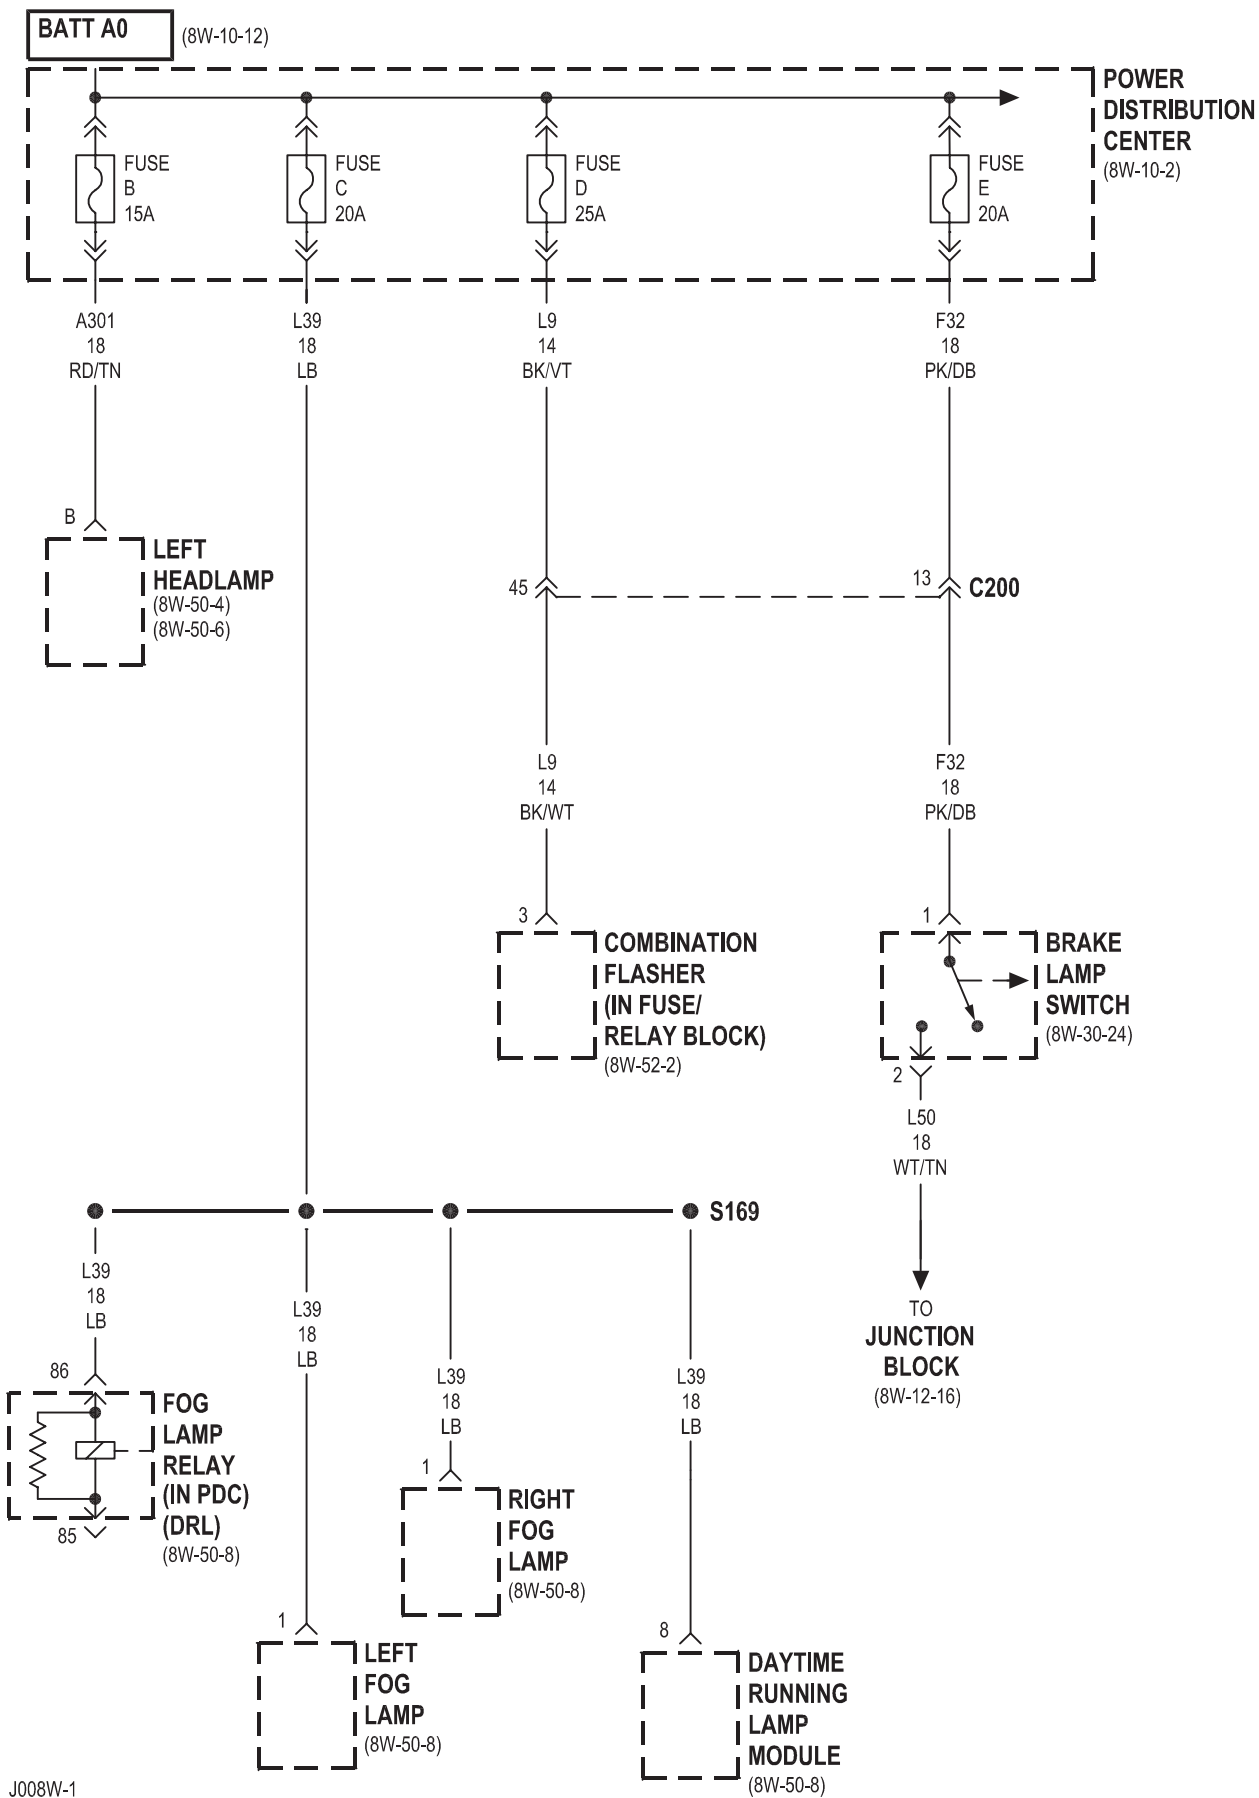 BATT A0
(8W-10-12)
POWER
DISTRIBUTION
CENTER
(8W-10-2)
FUSE
B
15A
FUSE
C
20A
FUSE
D
25A
FUSE
E
20A
A301
18
RD/TN
L39
18
LB
L9
14
BK/VT
F32
18
PK/DB
B
LEFT
HEADLAMP
(8W-50-4)
(8W-50-6)
45
13
C200
L9
14
BK/WT
F32
18
PK/DB
3
COMBINATION
FLASHER
(IN FUSE/
RELAY BLOCK)
(8W-52-2)
1
BRAKE
LAMP
SWITCH
(8W-30-24)
2
L50
18
WT/TN
TO
JUNCTION
BLOCK
(8W-12-16)
S169
L39
18
LB
L39
18
LB
L39
18
LB
L39
18
LB
86
FOG
LAMP
RELAY
(IN PDC)
(DRL)
(8W-50-8)
85
1
RIGHT
FOG
LAMP
(8W-50-8)
1
LEFT
FOG
LAMP
(8W-50-8)
8
DAYTIME
RUNNING
LAMP
MODULE
(8W-50-8)
J008W-1